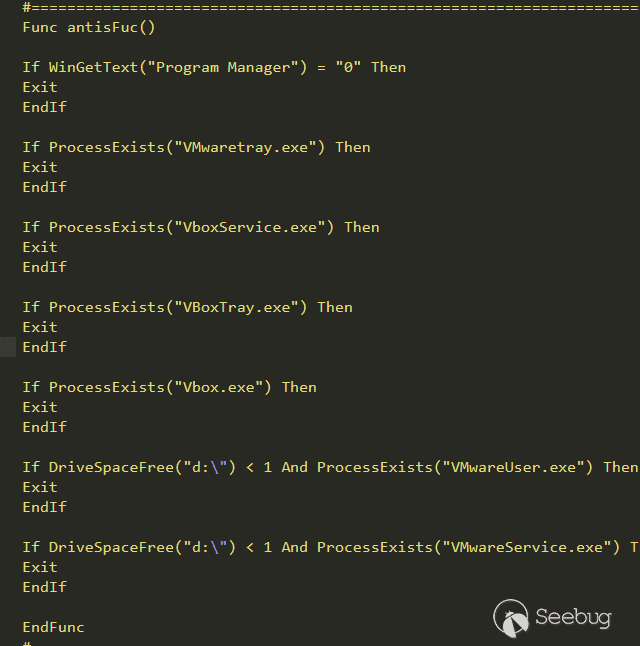 #====================================================================
Func antisFuc()
If WinGetText("Program Manager") = "0" Then
Exit
EndIf
If ProcessExists("VMwaretray.exe") Then
Exit
EndIf
If ProcessExists("VboxService.exe") Then
Exit
EndIf
If ProcessExists("VBoxTray.exe") Then
Exit
EndIf
If ProcessExists("Vbox.exe") Then
Exit
EndIf
If DriveSpaceFree("d:\") < 1 And ProcessExists("VMwareUser.exe") Then
Exit
EndIf
If DriveSpaceFree("d:\") < 1 And ProcessExists("VMwareService.exe") T
Exit
EndIf
EndFunc
#
Seebug